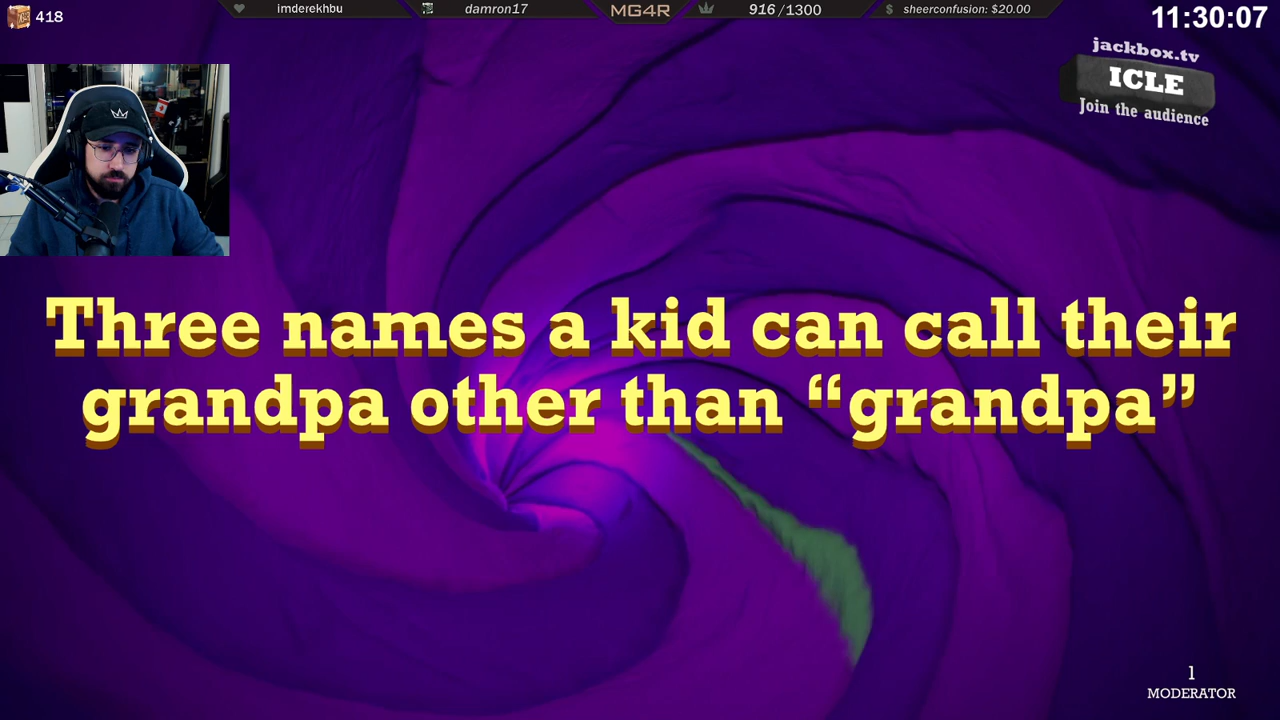 418
imderekhbu
damron17
MG4R
916 /1300
$ sheerconfusion: $20.00
11:30:07
jackbox.tv
ICLE
Join the audience
Three names a kid can call their
grandpa other than “grandpa”
1
MODERATOR